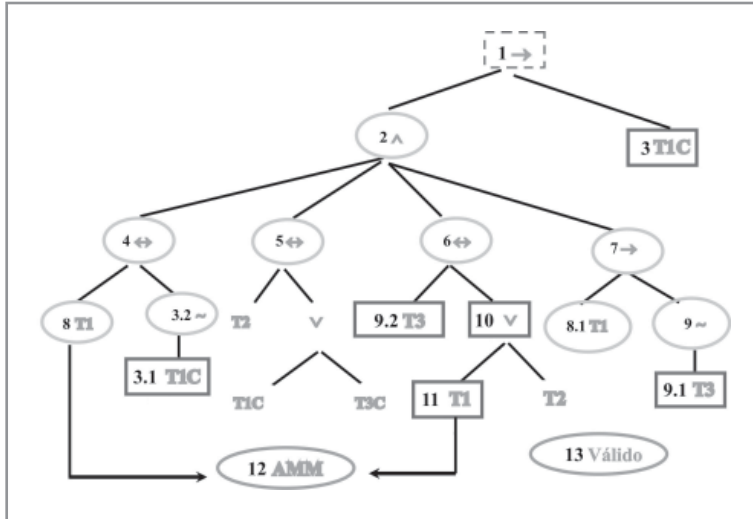 1 →
2 ∧
3 T1C
4 ↔
5 ↔
6 ↔
7 →
8 T1
3.2 ~
T2
∨
9.2 T3
10 ∨
8.1 T1
9 ~
3.1 T1C
T1C
T3C
11 T1
T2
9.1 T3
12 AMM
13 Válido